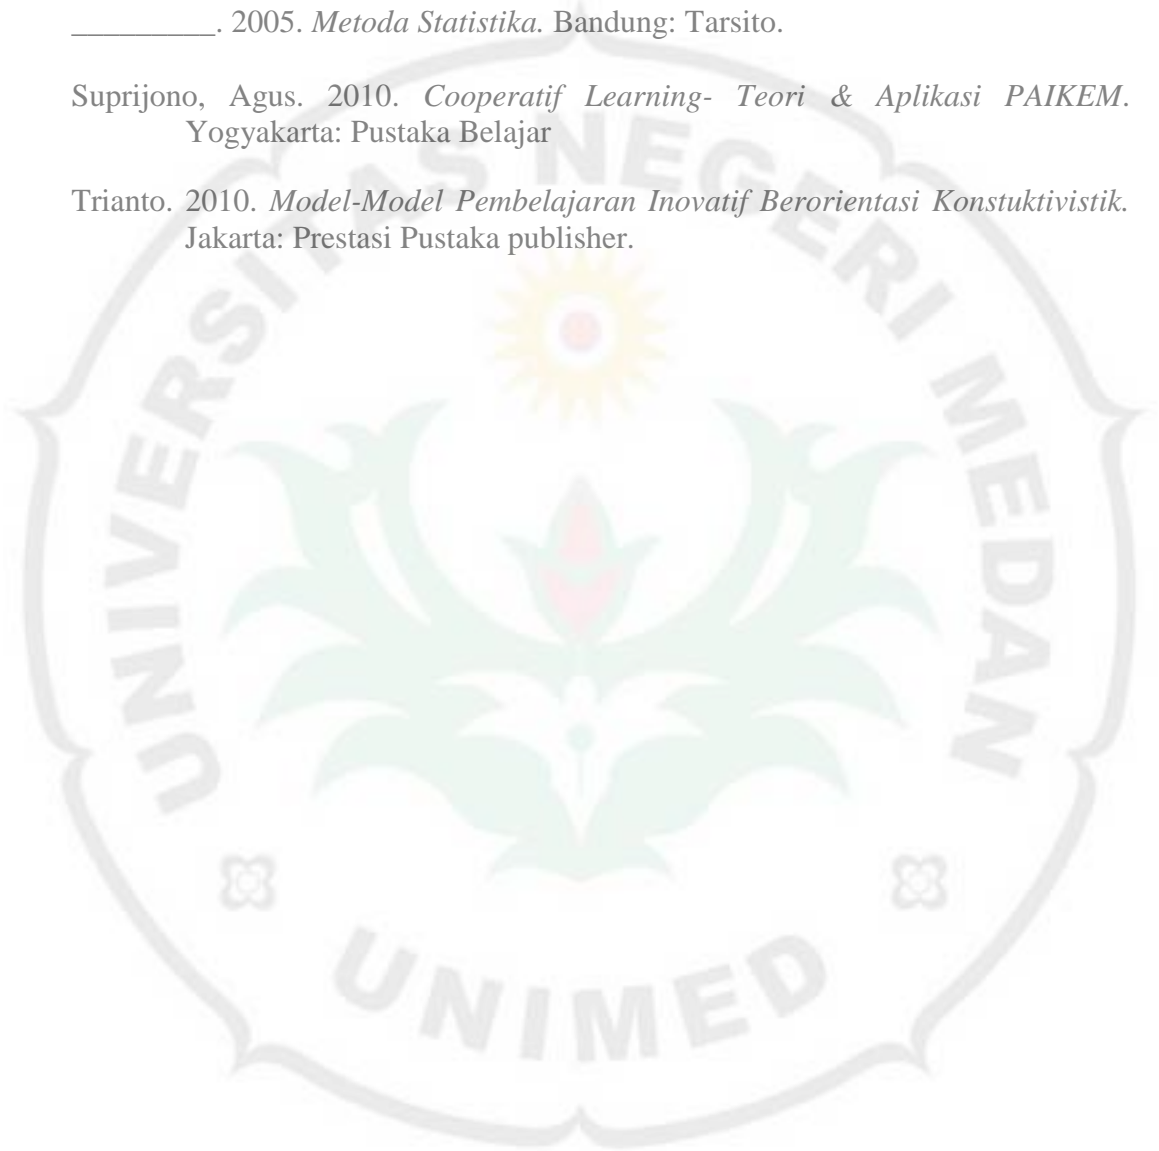 _________. 2005. Metoda Statistika. Bandung: Tarsito.
Suprijono, Agus. 2010. Cooperatif Learning- Teori & Aplikasi PAIKEM.
Yogyakarta: Pustaka Belajar
Trianto. 2010. Model-Model Pembelajaran Inovatif Berorientasi Konstuktivistik.
Jakarta: Prestasi Pustaka publisher.
UNIVERSITAS NEGERI MEDAN
UNIMED